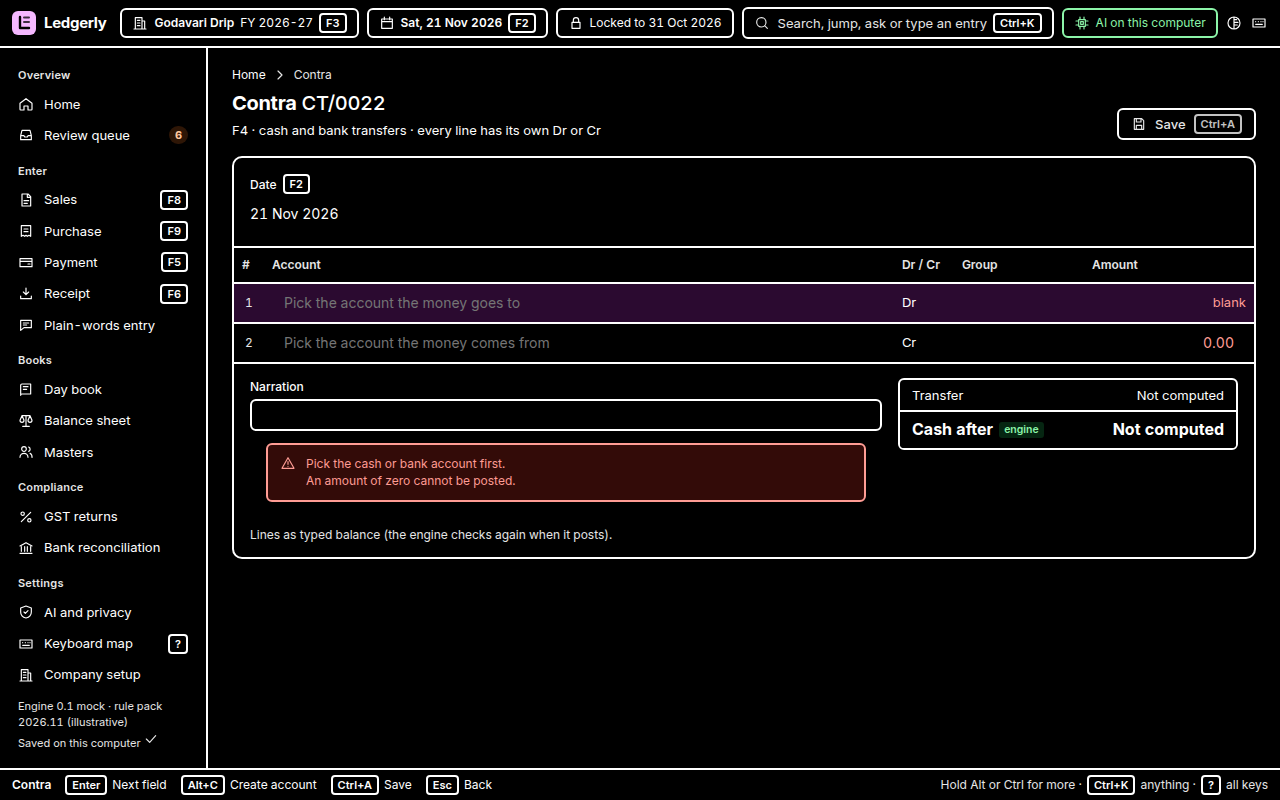 Ledgerly
Godavari Drip FY 2026-27 F3
Sat, 21 Nov 2026 F2
Locked to 31 Oct 2026
Search, jump, ask or type an entry Ctrl+K
AI on this computer
Overview
Home
Review queue 6
Enter
Sales F8
Purchase F9
Payment F5
Receipt F6
Plain-words entry
Books
Day book
Balance sheet
Masters
Compliance
GST returns
Bank reconciliation
Settings
AI and privacy
Keyboard map ?
Company setup
Engine 0.1 mock · rule pack
2026.11 (illustrative)
Saved on this computer
Home > Contra
Contra CT/0022
F4 · cash and bank transfers · every line has its own Dr or Cr
Save Ctrl+A
Date F2
21 Nov 2026
# Account Dr / Cr Group Amount
1 Pick the account the money goes to Dr blank
2 Pick the account the money comes from Cr 0.00
Narration
Pick the cash or bank account first.
An amount of zero cannot be posted.
Lines as typed balance (the engine checks again when it posts).
Transfer Not computed
Cash after engine Not computed
Contra Enter Next field Alt+C Create account Ctrl+A Save Esc Back
Hold Alt or Ctrl for more · Ctrl+K anything · ? all keys